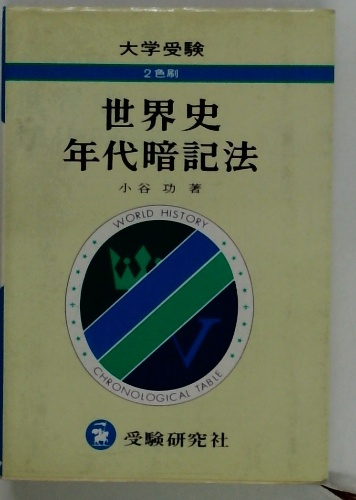 大学受験
2色刷
世界史
年代暗記法
小谷 功 著
WORLD HISTORY
CHRONOLOGICAL TABLE
受験研究社